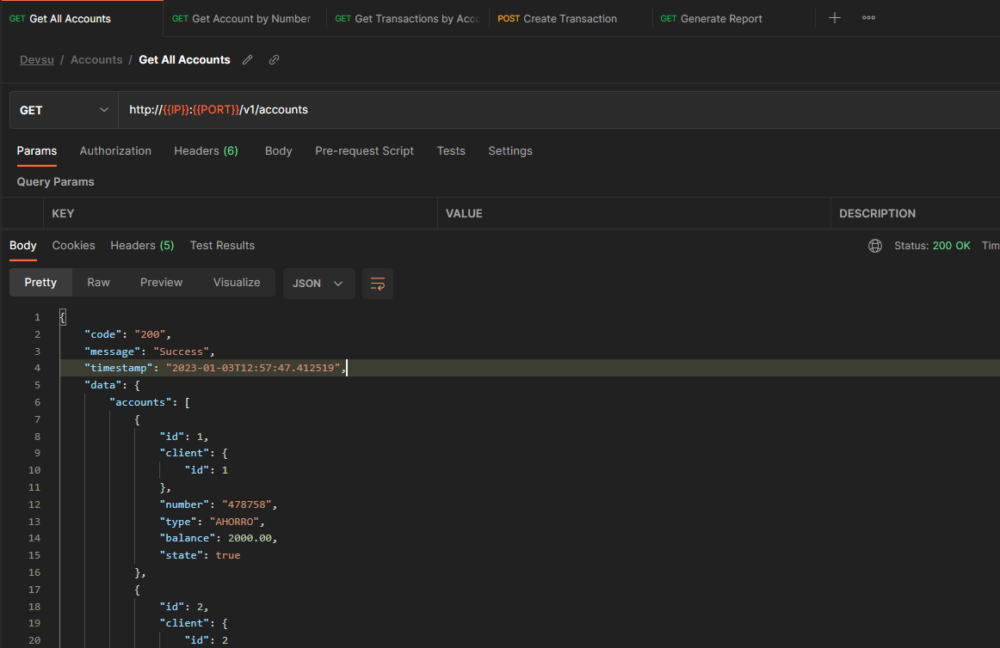 GET Get All Accounts GET Get Account by Number GET Get Transactions by Acc POST Create Transaction GET Generate Report
Devsu / Accounts / Get All Accounts
GET http://{{IP}}:{{PORT}}/v1/accounts
Params Authorization Headers (6) Body Pre-request Script Tests Settings
Query Params
KEY VALUE DESCRIPTION
Body Cookies Headers (5) Test Results Status: 200 OK Tim
Pretty Raw Preview Visualize JSON
1 {
2 "code": "200",
3 "message": "Success",
4 "timestamp": "2023-01-03T12:57:47.412519",
5 "data": {
6 "accounts": [
7 {
8 "id": 1,
9 "client": {
10 "id": 1
11 },
12 "number": "478758",
13 "type": "AHORRO",
14 "balance": 2000.00,
15 "state": true
16 },
17 {
18 "id": 2,
19 "client": {
20 "id": 2